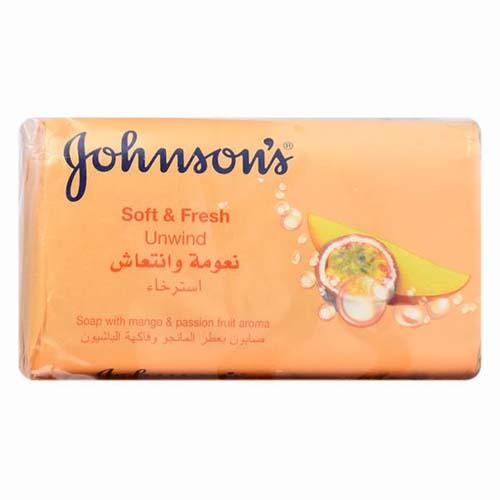 Johnson's®
Soft & Fresh
Unwind
نعومة وانتعاش
استرخاء
Soap with mango & passion fruit aroma
صابون بعطر المانجو وفاكهة الباشيون